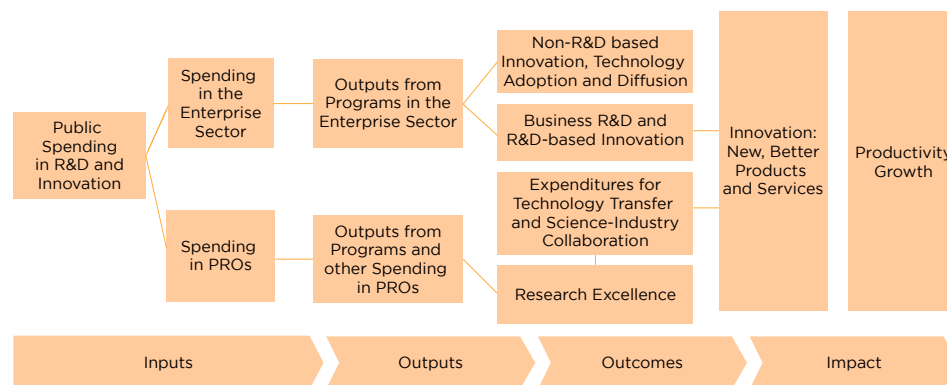 Public
Spending
in R&D and
Innovation
Spending
in the
Enterprise
Sector
Spending
in PROs
Outputs from
Programs in the
Enterprise Sector
Outputs from
Programs and
other Spending
in PROs
Non-R&D based
Innovation, Technology
Adoption and Diffusion
Business R&D and
R&D-based Innovation
Expenditures for
Technology Transfer
and Science-Industry
Collaboration
Research Excellence
Innovation:
New, Better
Products
and Services
Productivity
Growth
Inputs
Outputs
Outcomes
Impact